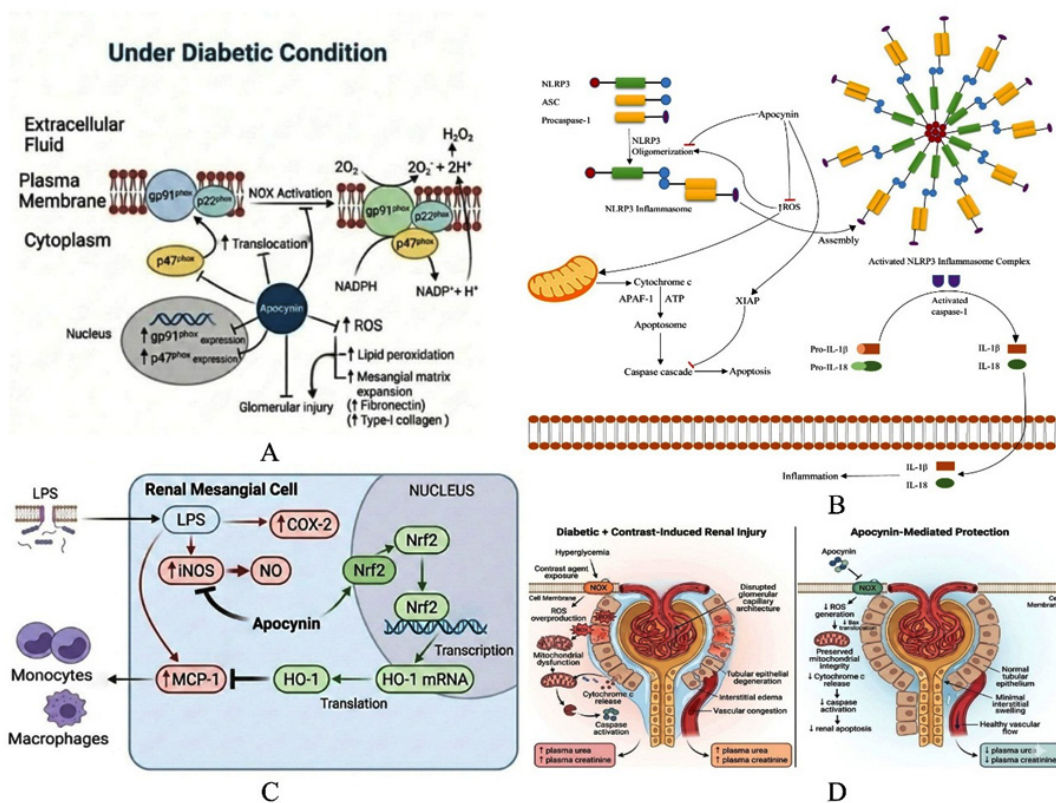 Under Diabetic Condition
Extracellular
Fluid
Plasma
Membrane
Cytoplasm
gp91phox
p22phox
NOX Activation
2O₂
2O₂⁻ + 2H⁺
H₂O₂
gp91phox
p22phox
p47phox
p47phox
↑ Translocation
NADPH
NADP⁺ + H⁺
Apocynin
Nucleus
↑ gp91phox expression
↑ p47phox expression
↑ ROS
↑ Lipid peroxidation
↑ Mesangial matrix
expansion
(↑ Fibronectin)
(↑ Type-I collagen )
Glomerular injury
A
NLRP3
ASC
Procaspase-1
NLRP3
Oligomerization
Apocynin
NLRP3 Inflammasome
↑ROS
Assembly
Activated NLRP3 Inflammasome Complex
Cytochrome c
APAF-1
ATP
Apoptosome
XIAP
Caspase cascade
Apoptosis
Activated
caspase-1
Pro-IL-1β
Pro-IL-18
IL-1β
IL-18
Inflammation
IL-1β
IL-18
B
LPS
Renal Mesangial Cell
NUCLEUS
LPS
↑COX-2
↑iNOS
NO
Nrf2
Nrf2
Nrf2
Apocynin
Transcription
Monocytes
↑MCP-1
HO-1
HO-1 mRNA
Translation
Macrophages
C
Diabetic + Contrast-Induced Renal Injury
Hyperglycemia
Contrast agent
exposure
NOX
Cell Membrane
ROS
overproduction
Mitochondrial
dysfunction
Cytochrome c
release
Caspase
activation
Disrupted
glomerular
capillary
architecture
Tubular epithelial
degeneration
Interstitial edema
Vascular congestion
↑ plasma urea
↑ plasma creatinine
↑ plasma urea
↑ plasma creatinine
Apocynin-Mediated Protection
Apocynin
NOX
Cell
Membrane
↓ ROS
generation
↓ Bax
translocation
Preserved
mitochondrial
integrity
↓ Cytochrome c
release
↓ caspase
activation
↓ renal apoptosis
Normal
tubular
epithelium
Minimal
interstitial
swelling
Healthy vascular
flow
↓ plasma urea
↓ plasma creatinine
D